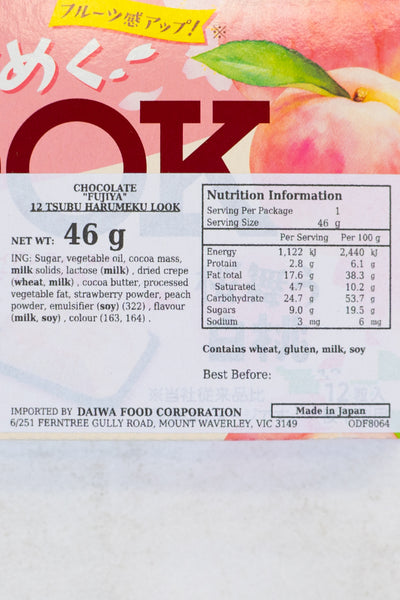 フルーツ感アップ!※
めく
OOK
CHOCOLATE
"FUJIYA"
12 TSUBU HARUMEKU LOOK
NET WT: 46 g
ING: Sugar, vegetable oil, cocoa mass,
milk solids, lactose (milk) , dried crepe
(wheat, milk) , cocoa butter, processed
vegetable fat, strawberry powder, peach
powder, emulsifier (soy) (322) , flavour
(milk, soy) , colour (163, 164) .
Nutrition Information
Serving Per Package 1
Serving Size 46 g
Per Serving Per 100 g
Energy 1,122 kJ 2,440 kJ
Protein 2.8 g 6.1 g
Fat total 17.6 g 38.3 g
Saturated 4.7 g 10.2 g
Carbohydrate 24.7 g 53.7 g
Sugars 9.0 g 19.5 g
Sodium 3 mg 6 mg
Contains wheat, gluten, milk, soy
Best Before:
※当社従来品比 12粒入
IMPORTED BY DAIWA FOOD CORPORATION
Made in Japan
6/251 FERNTREE GULLY ROAD, MOUNT WAVERLEY, VIC 3149 ODF8064